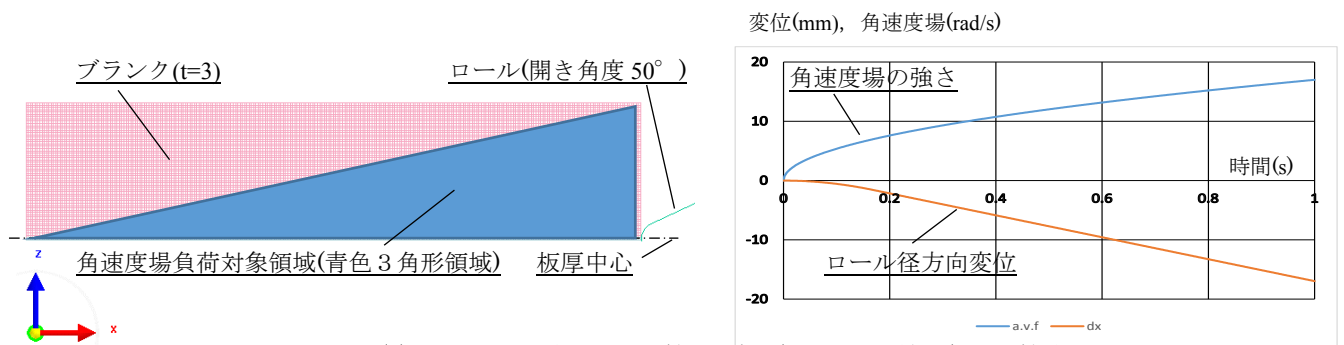 変位(mm),  角速度場(rad/s)
ブランク(t=3)
ロール(開き角度 50°)
角速度場負荷対象領域(青色３角形領域)
板厚中心
z
x
20
10
0
-10
-20
角速度場の強さ
時間(s)
0
0.2
0.4
0.6
0.8
1
ロール径方向変位
a.v.f
dx